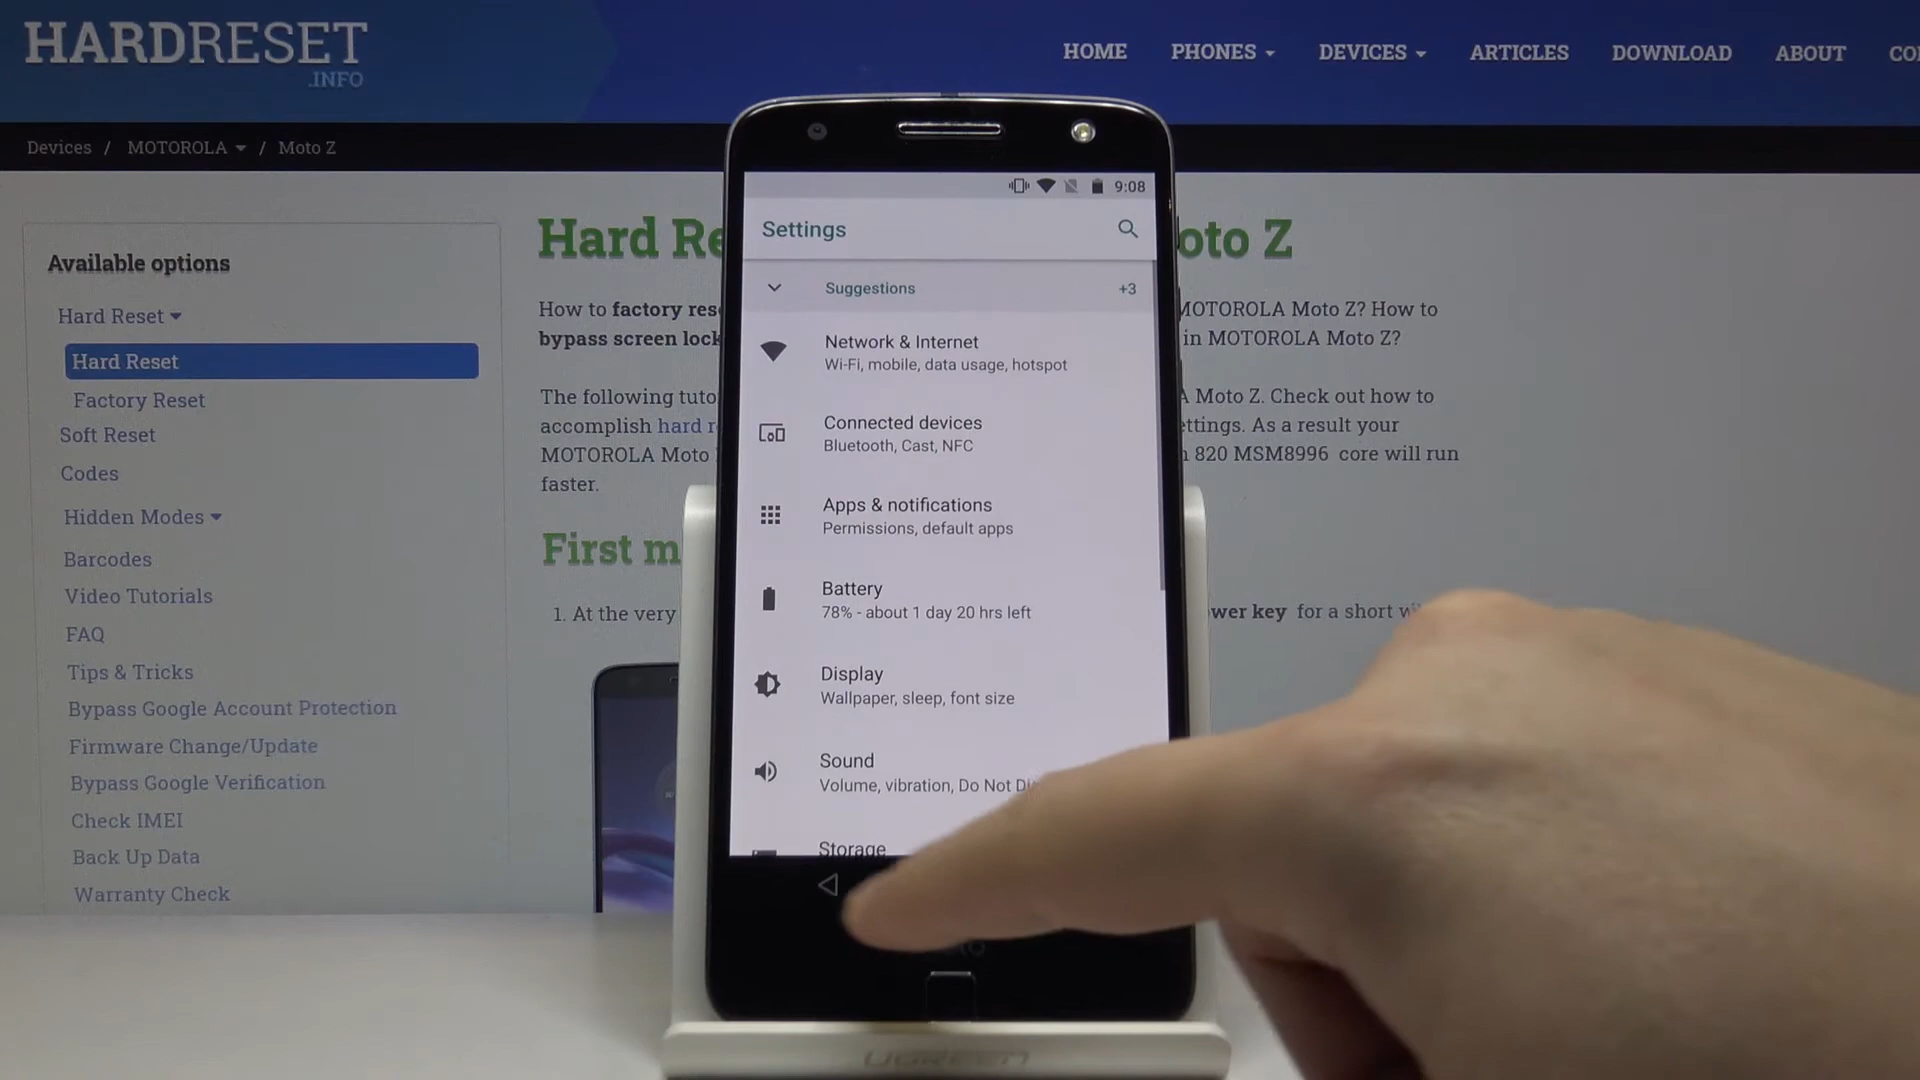 HARDRESET
.INFO
HOME PHONES DEVICES ARTICLES DOWNLOAD ABOUT
Devices / MOTOROLA / Moto Z
Available options
Hard Reset
Hard Reset
Factory Reset
Soft Reset
Codes
Hidden Modes
Barcodes
Video Tutorials
FAQ
Tips & Tricks
Bypass Google Account Protection
Firmware Change/Update
Bypass Google Verification
Check IMEI
Back Up Data
Warranty Check
Hard Re oto Z
How to factory res MOTOROLA Moto Z? How to
bypass screen lock in MOTOROLA Moto Z?
The following tuto Moto Z. Check out how to
accomplish hard r ettings. As a result your
MOTOROLA Moto 820 MSM8996 core will run
faster.
First m
1. At the very ower key for a short
9:08
Settings
Suggestions +3
Network & Internet
Wi-Fi, mobile, data usage, hotspot
Connected devices
Bluetooth, Cast, NFC
Apps & notifications
Permissions, default apps
Battery
78% - about 1 day 20 hrs left
Display
Wallpaper, sleep, font size
Sound
Volume, vibration, Do Not Di
Storage
UGREEN